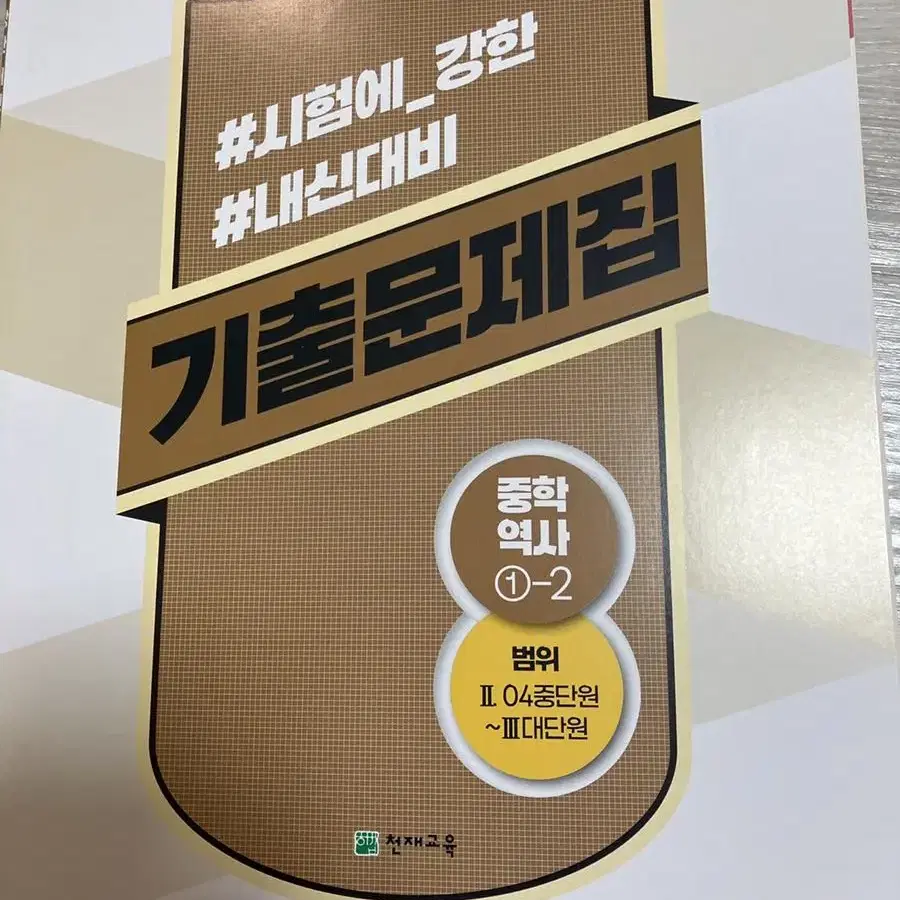 #시험에_강한
#내신대비
기출문제집
중학
역사
①-2
범위
Ⅱ. 04중단원
~Ⅲ대단원
천재교육